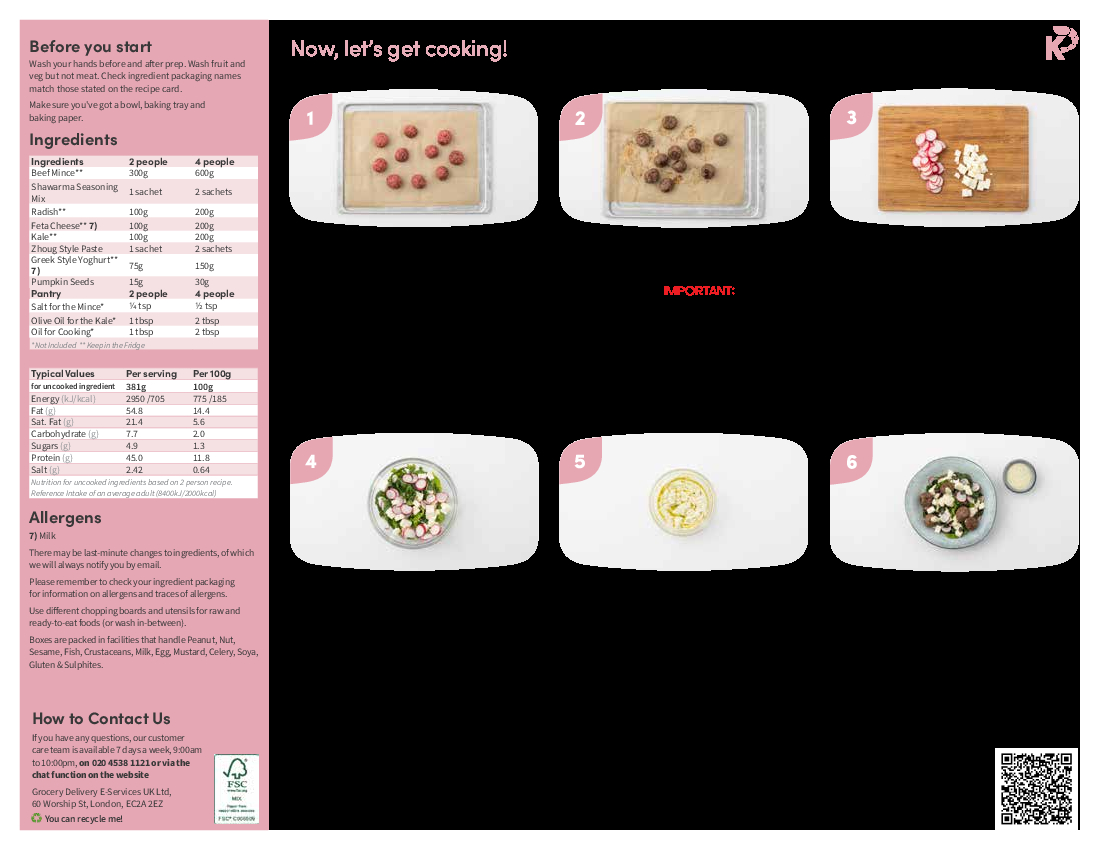 Before you start
Wash your hands before and after prep. Wash fruit and
veg but not meat. Check ingredient packaging names
match those stated on the recipe card.
Make sure you've got a bowl, baking tray and
baking paper.
Ingredients
Ingredients 2 people 4 people
Beef Mince** 300g 600g
Shawarma Seasoning
Mix 1 sachet 2 sachets
Radish** 100g 200g
Feta Cheese** 7) 100g 200g
Kale** 100g 200g
Zhoug Style Paste 1 sachet 2 sachets
Greek Style Yoghurt**
7) 75g 150g
Pumpkin Seeds 15g 30g
Pantry 2 people 4 people
Salt for the Mince* ¼ tsp ½ tsp
Olive Oil for the Kale* 1 tbsp 2 tbsp
Oil for Cooking* 1 tbsp 2 tbsp
*Not Included ** Keep in the Fridge
Typical Values Per serving Per 100g
for uncooked ingredient 381g 100g
Energy (kJ/kcal) 2950 /705 775 /185
Fat (g) 54.8 14.4
Sat. Fat (g) 21.4 5.6
Carbohydrate (g) 7.7 2.0
Sugars (g) 4.9 1.3
Protein (g) 45.0 11.8
Salt (g) 2.42 0.64
Nutrition for uncooked ingredients based on 2 person recipe.
Reference Intake of an average adult (8400kJ/2000kcal)
Allergens
7) Milk
There may be last-minute changes to ingredients, of which
we will always notify you by email.
Please remember to check your ingredient packaging
for information on allergens and traces of allergens.
Use different chopping boards and utensils for raw and
ready-to-eat foods (or wash in-between).
Boxes are packed in facilities that handle Peanut, Nut,
Sesame, Fish, Crustaceans, Milk, Egg, Mustard, Celery, Soya,
Gluten & Sulphites.
How to Contact Us
If you have any questions, our customer
care team is available 7 days a week, 9:00am
to 10:00pm, on 020 4538 1121 or via the
chat function on the website
Grocery Delivery E-Services UK Ltd,
60 Worship St, London, EC2A 2EZ
You can recycle me!
FSC
MIX
Now, let's get cooking!
K
1
2
3
IMPORTANT:
4
5
6